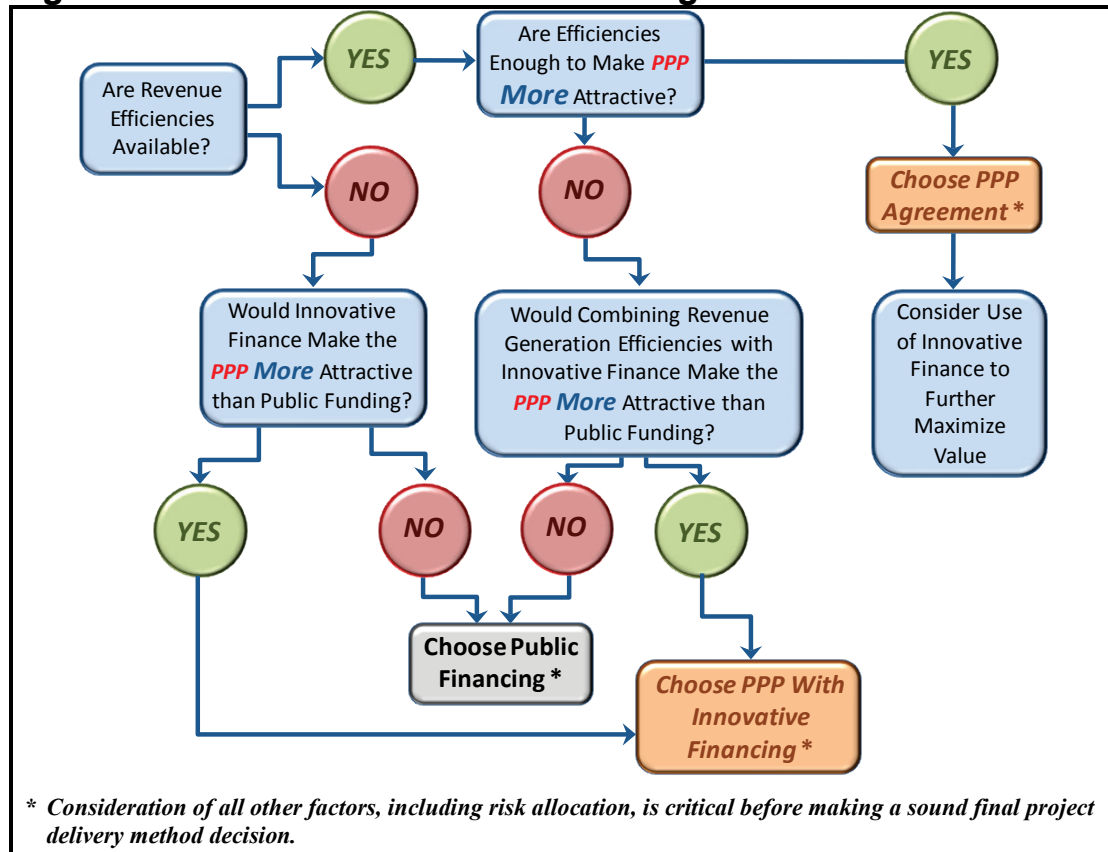 Are Revenue
Efficiencies
Available?
YES
Are Efficiencies
Enough to Make PPP
More Attractive?
YES
NO
NO
Choose PPP
Agreement *
Would Innovative
Finance Make the
PPP More Attractive
than Public Funding?
Would Combining Revenue
Generation Efficiencies with
Innovative Finance Make the
PPP More Attractive than
Public Funding?
Consider Use
of Innovative
Finance to
Further
Maximize
Value
YES
NO
NO
YES
Choose Public
Financing *
Choose PPP With
Innovative
Financing *
* Consideration of all other factors, including risk allocation, is critical before making a sound final project
delivery method decision.